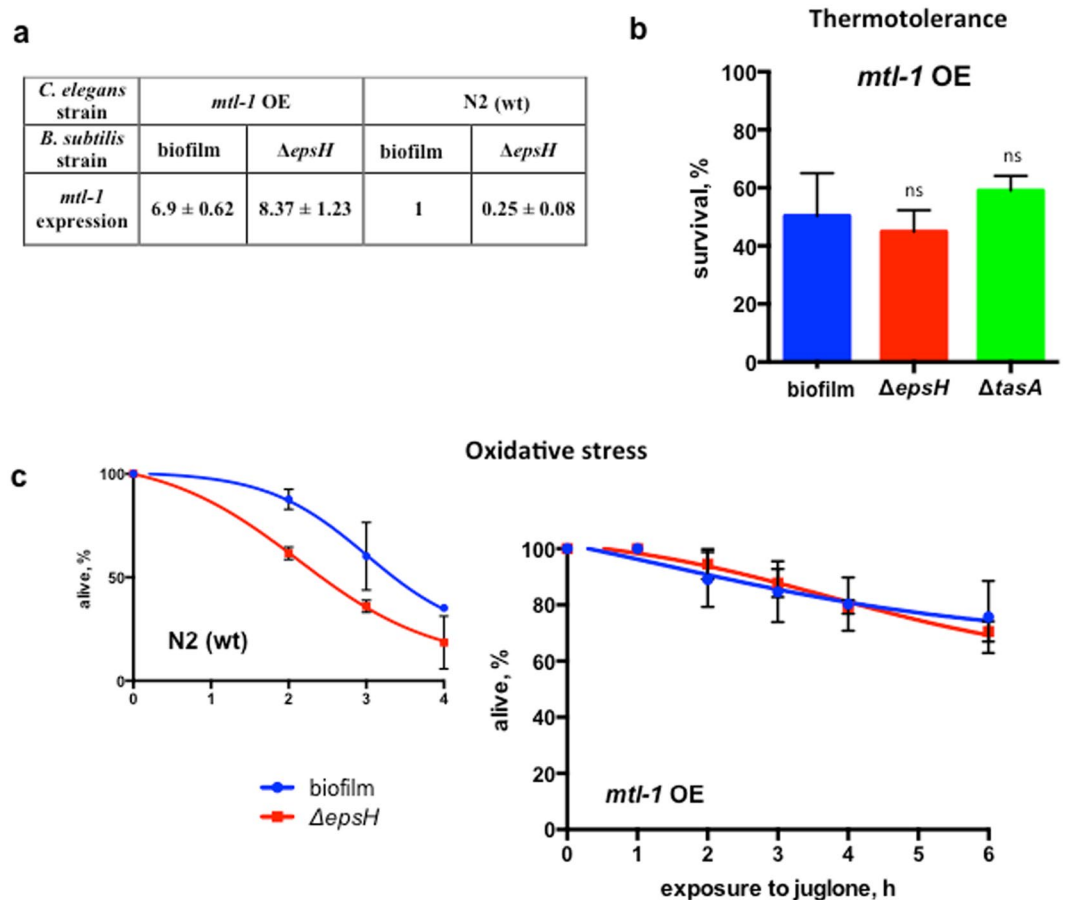 a
C. elegans strain mtl-1 OE N2 (wt)
B. subtilis strain biofilm ΔepsH biofilm ΔepsH
mtl-1 expression 6.9 ± 0.62 8.37 ± 1.23 1 0.25 ± 0.08
b
Thermotolerance
mtl-1 OE
survival, %
100
80
60
40
20
0
ns
ns
biofilm ΔepsH ΔtasA
c
Oxidative stress
alive, %
100
50
0
N2 (wt)
0 1 2 3 4
biofilm
ΔepsH
alive, %
100
80
60
40
20
0
mtl-1 OE
0 1 2 3 4 5 6
exposure to juglone, h